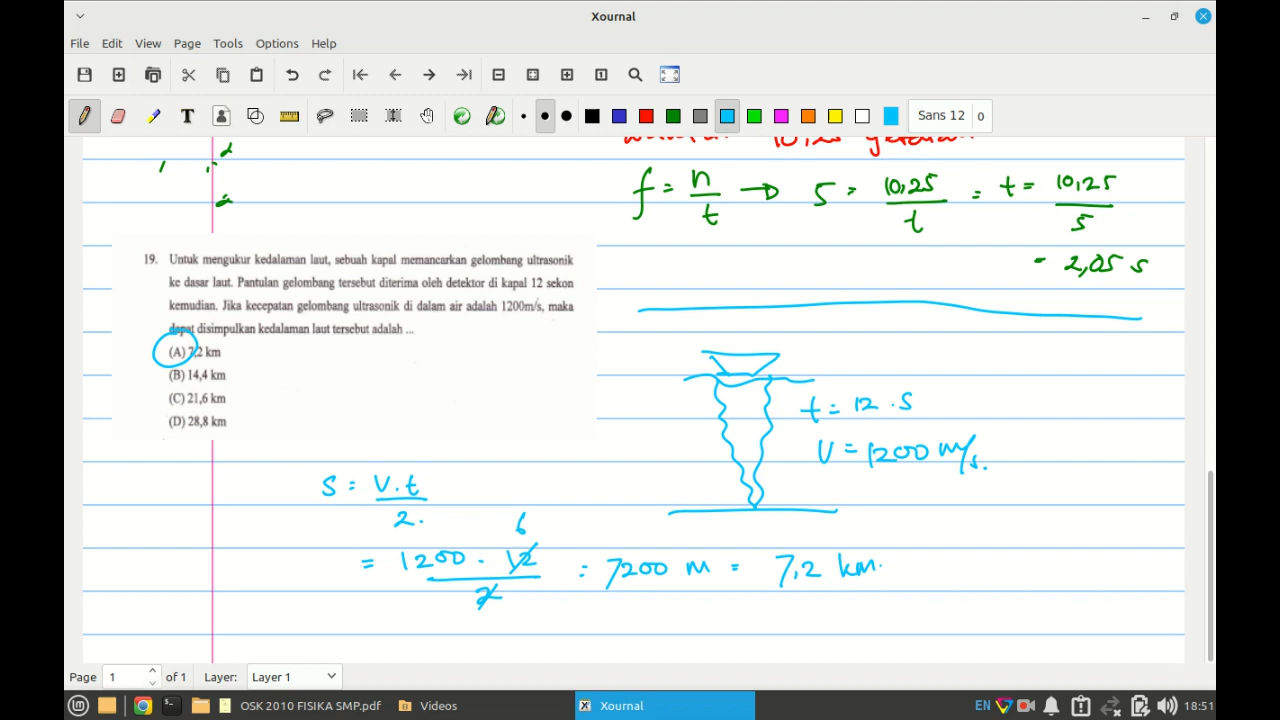 Xournal
File Edit View Page Tools Options Help
Sans 12 0
f = n/t → 5 = 10,25/t = t = 10,25/5
= 2,05 s
19. Untuk mengukur kedalaman laut, sebuah kapal memancarkan gelombang ultrasonik
ke dasar laut. Pantulan gelombang tersebut diterima oleh detektor di kapal 12 sekon
kemudian. Jika kecepatan gelombang ultrasonik di dalam air adalah 1200m/s, maka
dapat disimpulkan kedalaman laut tersebut adalah ...
(A) 7,2 km
(B) 14,4 km
(C) 21,6 km
(D) 28,8 km
t = 12 . s
V = 1200 m/s.
S = V.t/2.
6
= 1200 . 12/2 = 7200 m = 7,2 km.
Page 1 of 1 Layer: Layer 1
OSK 2010 FISIKA SMP.pdf Videos Xournal EN 18:51